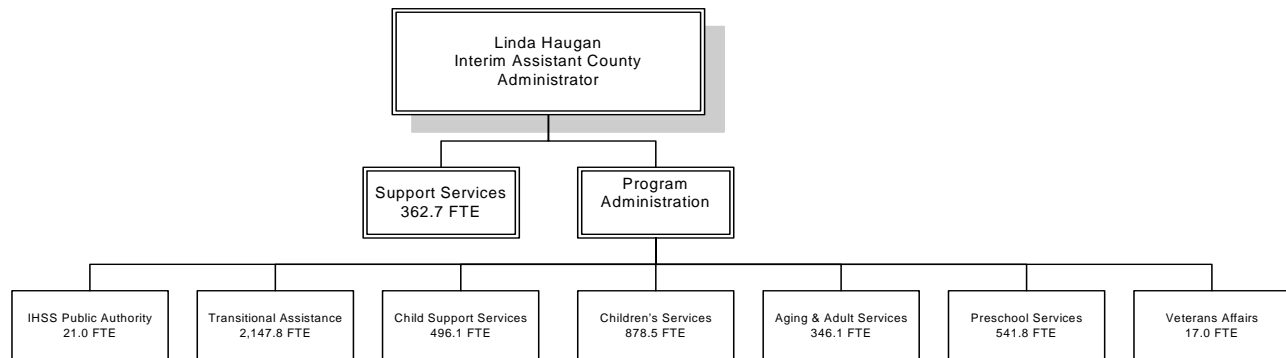 Linda Haugan
Interim Assistant County
Administrator
Support Services
362.7 FTE
Program
Administration
IHSS Public Authority
21.0 FTE
Transitional Assistance
2,147.8 FTE
Child Support Services
496.1 FTE
Children's Services
878.5 FTE
Aging & Adult Services
346.1 FTE
Preschool Services
541.8 FTE
Veterans Affairs
17.0 FTE